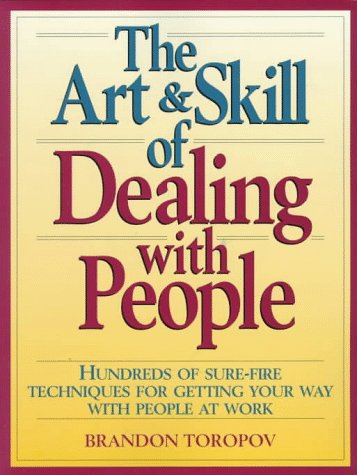 The
Art & Skill
of
Dealing
with
People
HUNDREDS OF SURE-FIRE
TECHNIQUES FOR GETTING YOUR WAY
WITH PEOPLE AT WORK
BRANDON TOROPOV